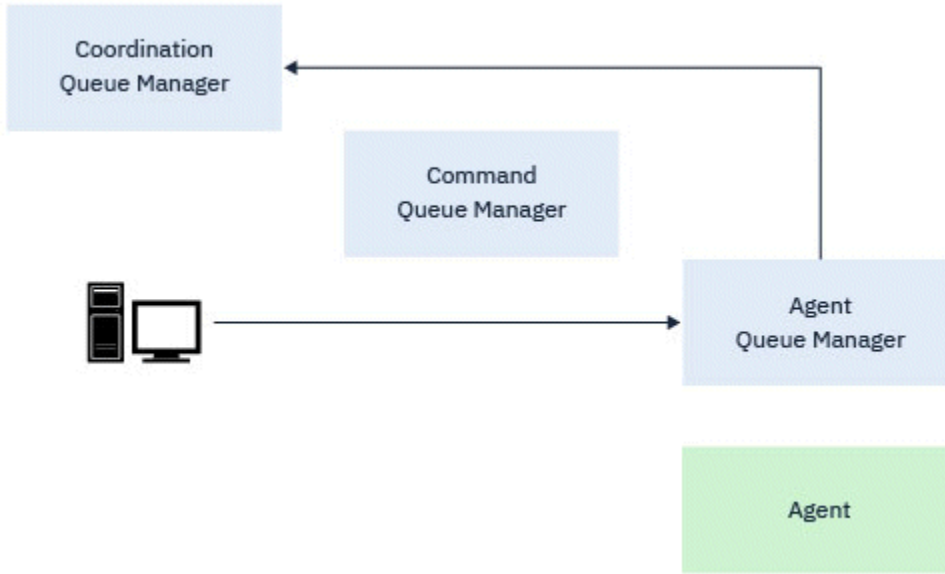 Coordination
Queue Manager
Command
Queue Manager
Agent
Queue Manager
Agent